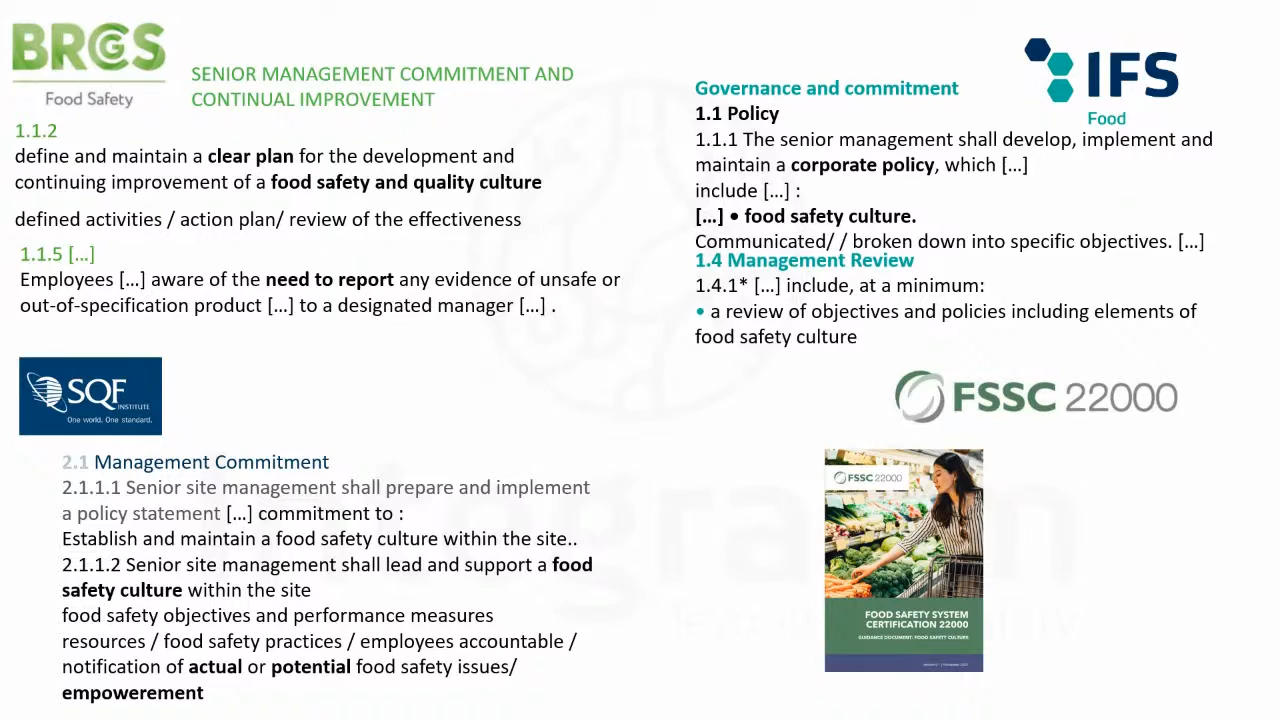 BRCGS
Food Safety
SENIOR MANAGEMENT COMMITMENT AND
CONTINUAL IMPROVEMENT
1.1.2
define and maintain a clear plan for the development and
continuing improvement of a food safety and quality culture
defined activities / action plan/ review of the effectiveness
1.1.5 […]
Employees […] aware of the need to report any evidence of unsafe or
out-of-specification product […] to a designated manager […] .
IFS
Food
Governance and commitment
1.1 Policy
1.1.1 The senior management shall develop, implement and
maintain a corporate policy, which […]
include […] :
[…] • food safety culture.
Communicated/ / broken down into specific objectives. […]
1.4 Management Review
1.4.1* […] include, at a minimum:
• a review of objectives and policies including elements of
food safety culture
SQF
INSTITUTE
One world. One standard.
2.1 Management Commitment
2.1.1.1 Senior site management shall prepare and implement
a policy statement […] commitment to :
Establish and maintain a food safety culture within the site..
2.1.1.2 Senior site management shall lead and support a food
safety culture within the site
food safety objectives and performance measures
resources / food safety practices / employees accountable /
notification of actual or potential food safety issues/
empowerement
FSSC 22000
FSSC 22000
FOOD SAFETY SYSTEM
CERTIFICATION 22000
GUIDANCE DOCUMENT: FOOD SAFETY CULTURE